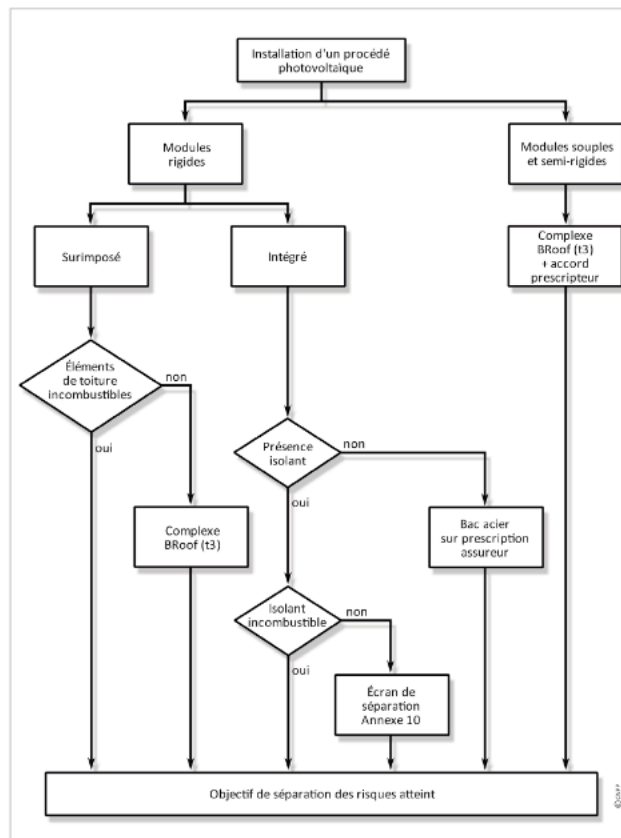 Installation d'un procédé
photovoltaïque
Modules
rigides
Modules souples
et semi-rigides
Surimposé
Intégré
Complexe
BRoof (t3)
+ accord
prescripteur
Éléments
de toiture
incombustibles
non
oui
Présence
isolant
non
oui
Complexe
BRoof (t3)
Bac acier
sur prescription
assureur
Isolant
incombustible
non
oui
Écran de
séparation
Annexe 10
Objectif de séparation des risques atteint